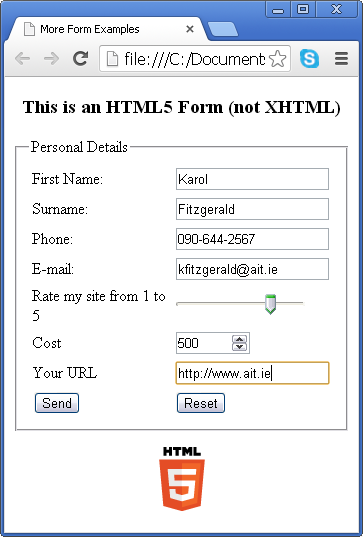 More Form Examples
file:///C:/Document
This is an HTML5 Form (not XHTML)
Personal Details
First Name: Karol
Surname: Fitzgerald
Phone: 090-644-2567
E-mail: kfitzgerald@ait.ie
Rate my site from 1 to
5
Cost 500
Your URL http://www.ait.ie
Send Reset
HTML
5